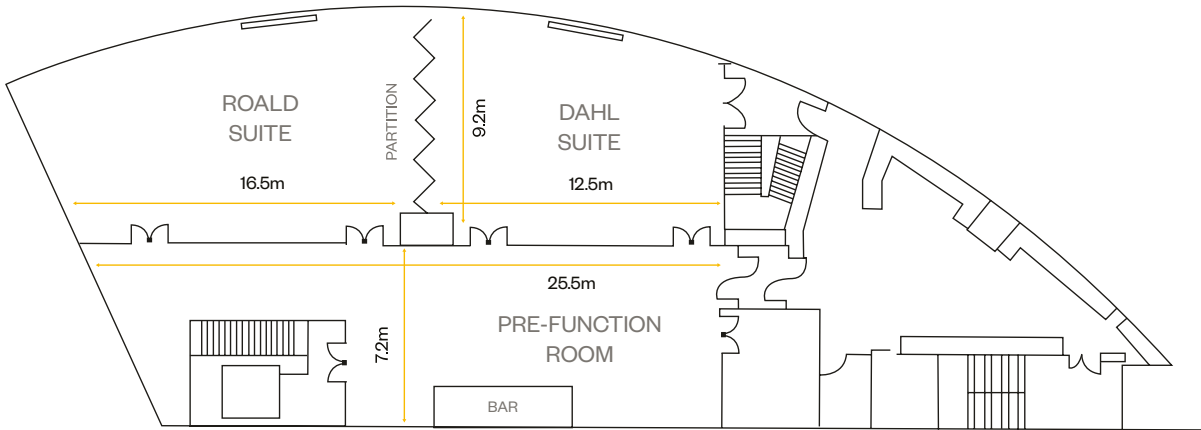 ROALD
SUITE
PARTITION
9.2m
DAHL
SUITE
16.5m
12.5m
25.5m
7.2m
PRE-FUNCTION
ROOM
BAR